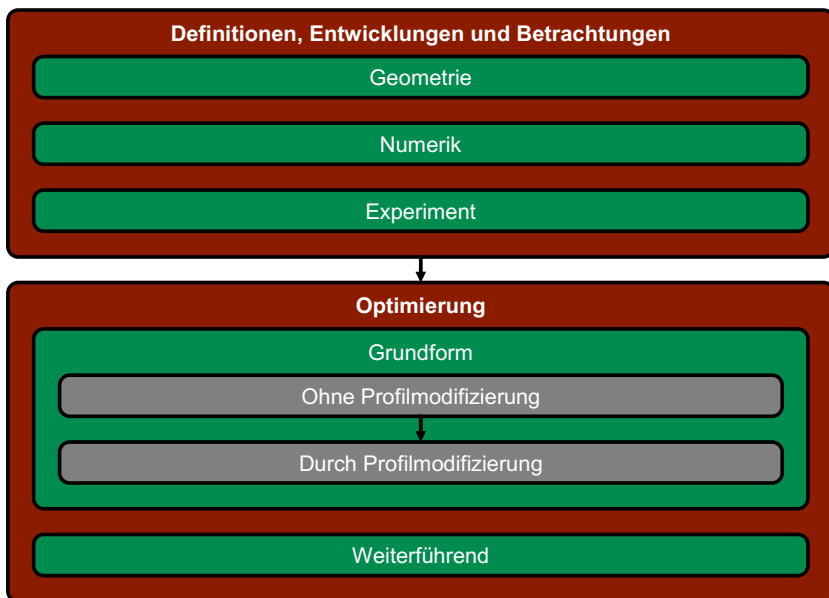 Definitionen, Entwicklungen und Betrachtungen
Geometrie
Numerik
Experiment
Optimierung
Grundform
Ohne Profilmodifizierung
Durch Profilmodifizierung
Weiterführend